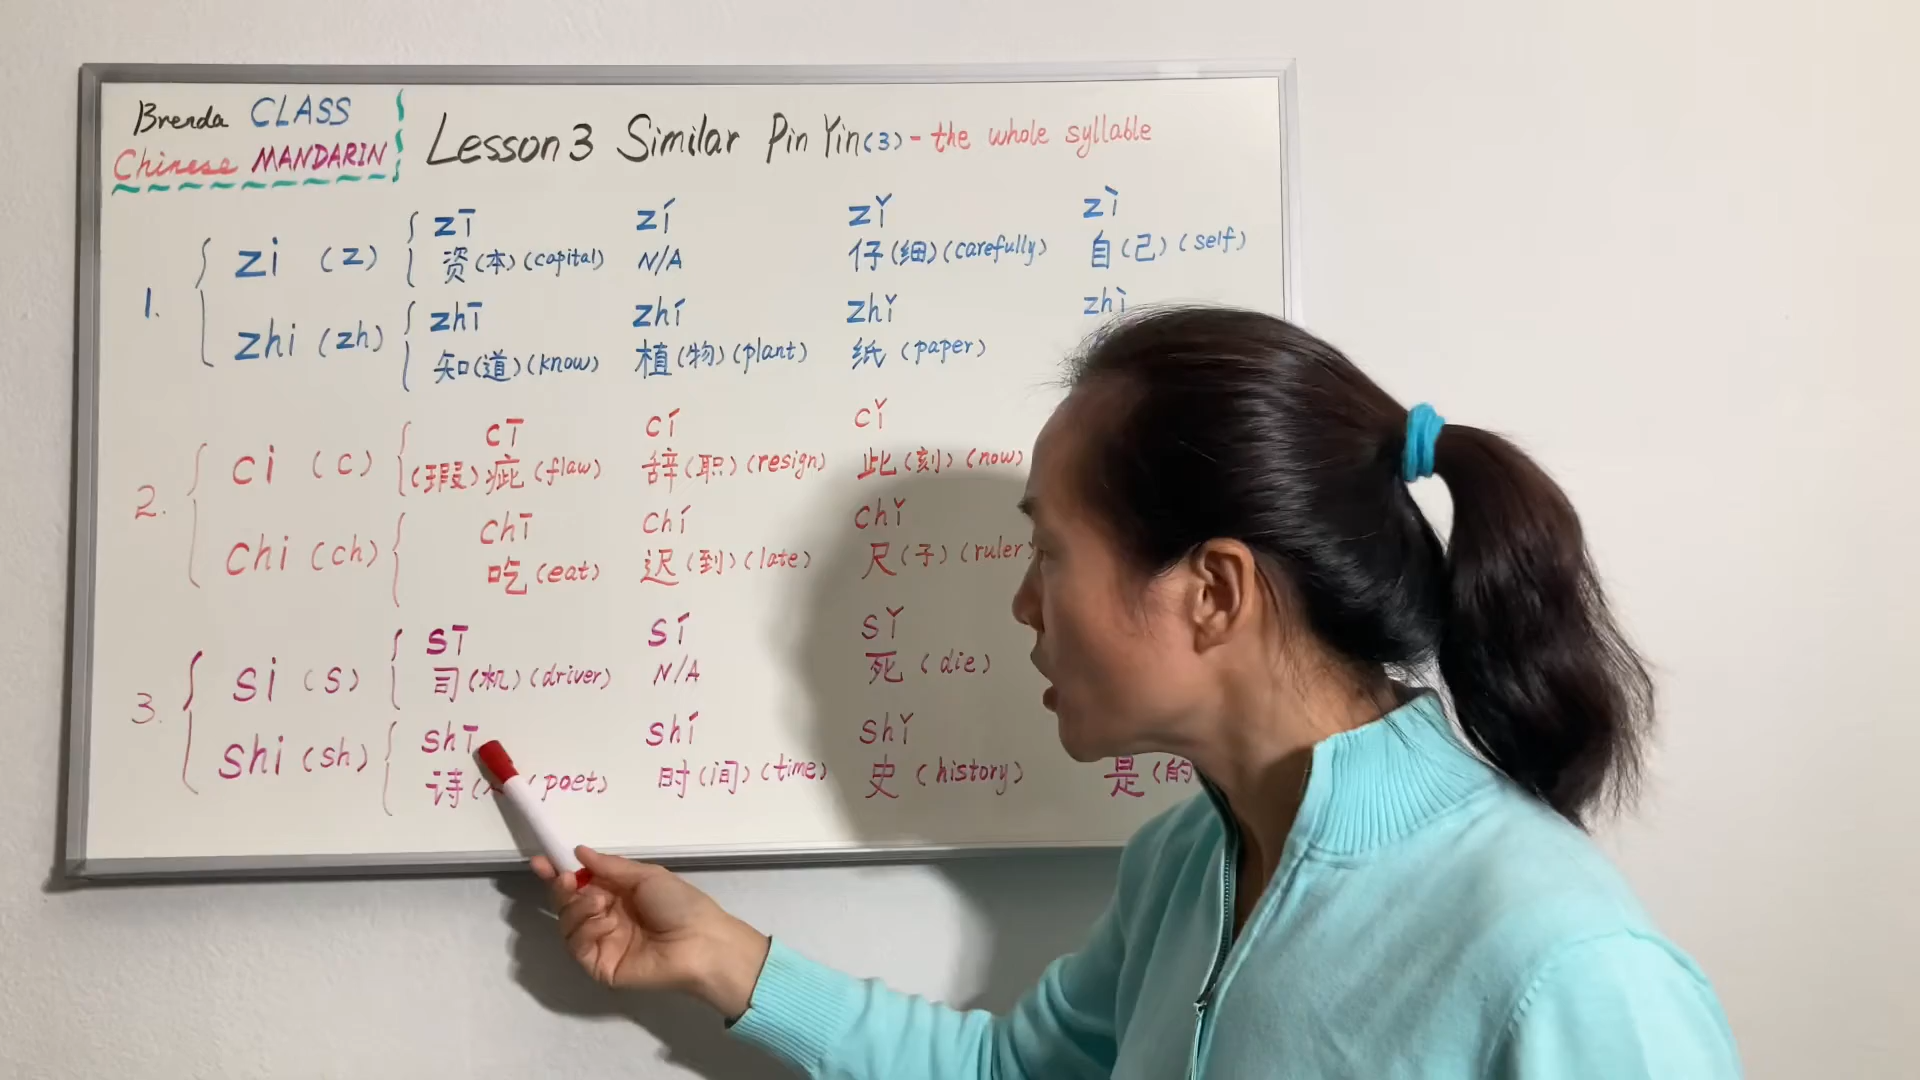 Brenda CLASS
Chinese MANDARIN
Lesson 3 Similar Pin Yin(3) - the whole syllable
1.
zi (z)
zī zí zǐ zì
资(本)(capital) N/A 仔(细)(carefully) 自(己)(self)
zhi (zh)
zhī zhí zhǐ zhì
知(道)(know) 植(物)(plant) 纸(paper)
2.
ci (c)
cī cí cǐ
(瑕)疵(flaw) 辞(职)(resign) 此(刻)(now)
chi (ch)
chī chí chǐ
吃(eat) 迟(到)(late) 尺(子)(ruler
3.
si (s)
sī sí sǐ
司(机)(driver) N/A 死(die)
shi (sh)
shī shí shǐ
诗( (poet) 时(间)(time) 史(history) 是(的